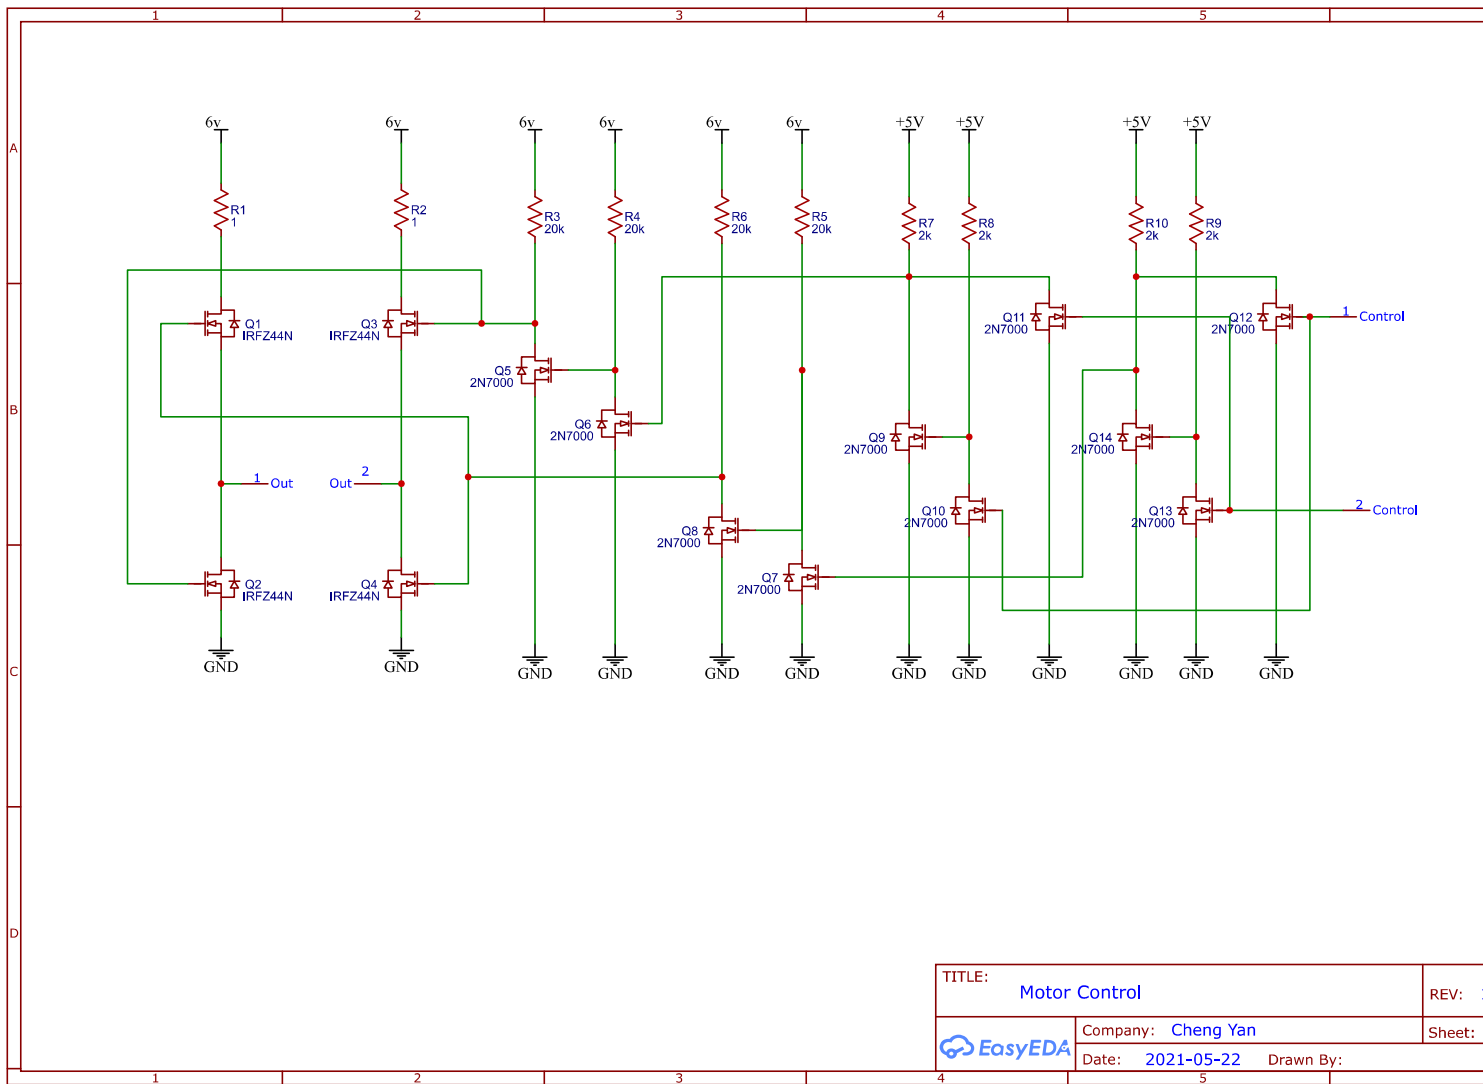 1 2 3 4 5
6v 6v 6v 6v 6v 6v +5V +5V +5V +5V
A
R1
1
R2
1
R3
20k
R4
20k
R6
20k
R5
20k
R7
2k
R8
2k
R10
2k
R9
2k
Q1
IRFZ44N
Q3
IRFZ44N
Q11
2N7000
Q12
2N7000
1 Control
Q5
2N7000
B
Q6
2N7000
Q9
2N7000
Q14
2N7000
1 Out
Out 2
Q8
2N7000
Q10
2N7000
Q13
2N7000
2 Control
Q2
IRFZ44N
Q4
IRFZ44N
Q7
2N7000
GND GND GND GND GND GND GND GND GND GND GND GND
C
D
TITLE:
Motor Control
REV:
EasyEDA
Company: Cheng Yan
Sheet:
Date: 2021-05-22 Drawn By:
1 2 3 4 5